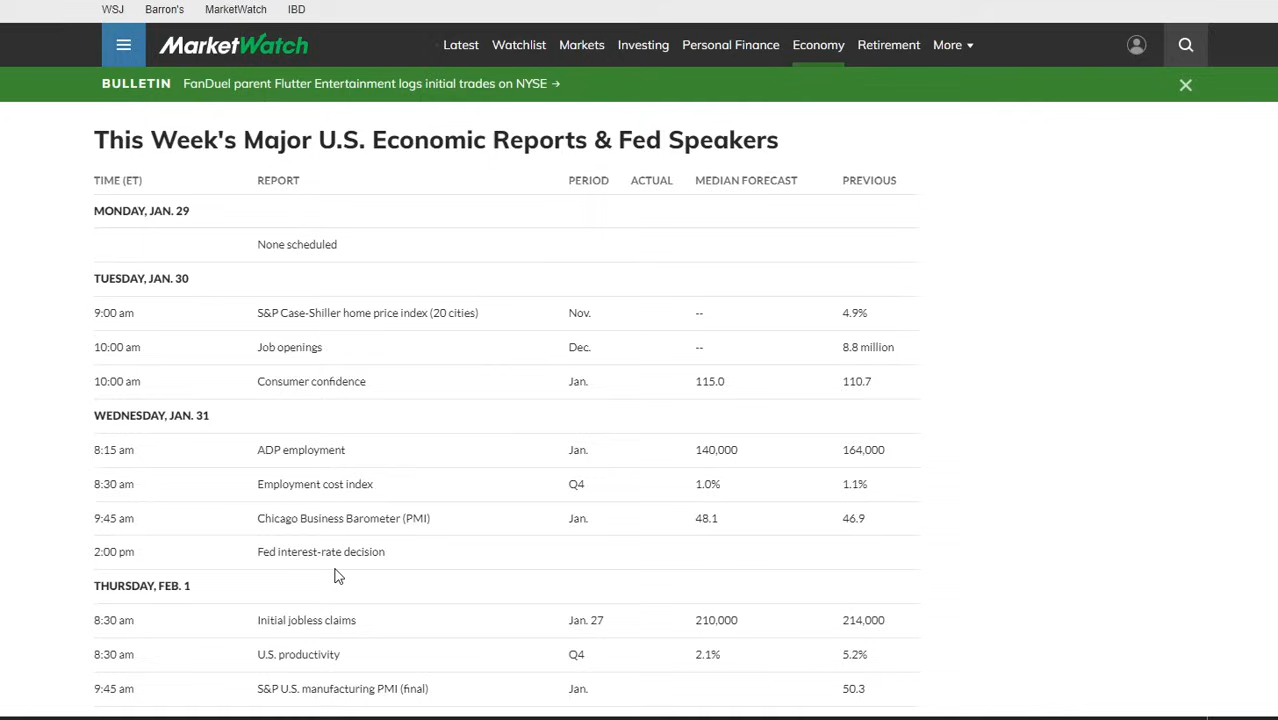 WSJ Barron's MarketWatch IBD
MarketWatch Latest Watchlist Markets Investing Personal Finance Economy Retirement More
BULLETIN FanDuel parent Flutter Entertainment logs initial trades on NYSE →
This Week's Major U.S. Economic Reports & Fed Speakers
TIME (ET) REPORT PERIOD ACTUAL MEDIAN FORECAST PREVIOUS
MONDAY, JAN. 29
None scheduled
TUESDAY, JAN. 30
9:00 am S&P Case-Shiller home price index (20 cities) Nov. -- 4.9%
10:00 am Job openings Dec. -- 8.8 million
10:00 am Consumer confidence Jan. 115.0 110.7
WEDNESDAY, JAN. 31
8:15 am ADP employment Jan. 140,000 164,000
8:30 am Employment cost index Q4 1.0% 1.1%
9:45 am Chicago Business Barometer (PMI) Jan. 48.1 46.9
2:00 pm Fed interest-rate decision
THURSDAY, FEB. 1
8:30 am Initial jobless claims Jan. 27 210,000 214,000
8:30 am U.S. productivity Q4 2.1% 5.2%
9:45 am S&P U.S. manufacturing PMI (final) Jan. 50.3